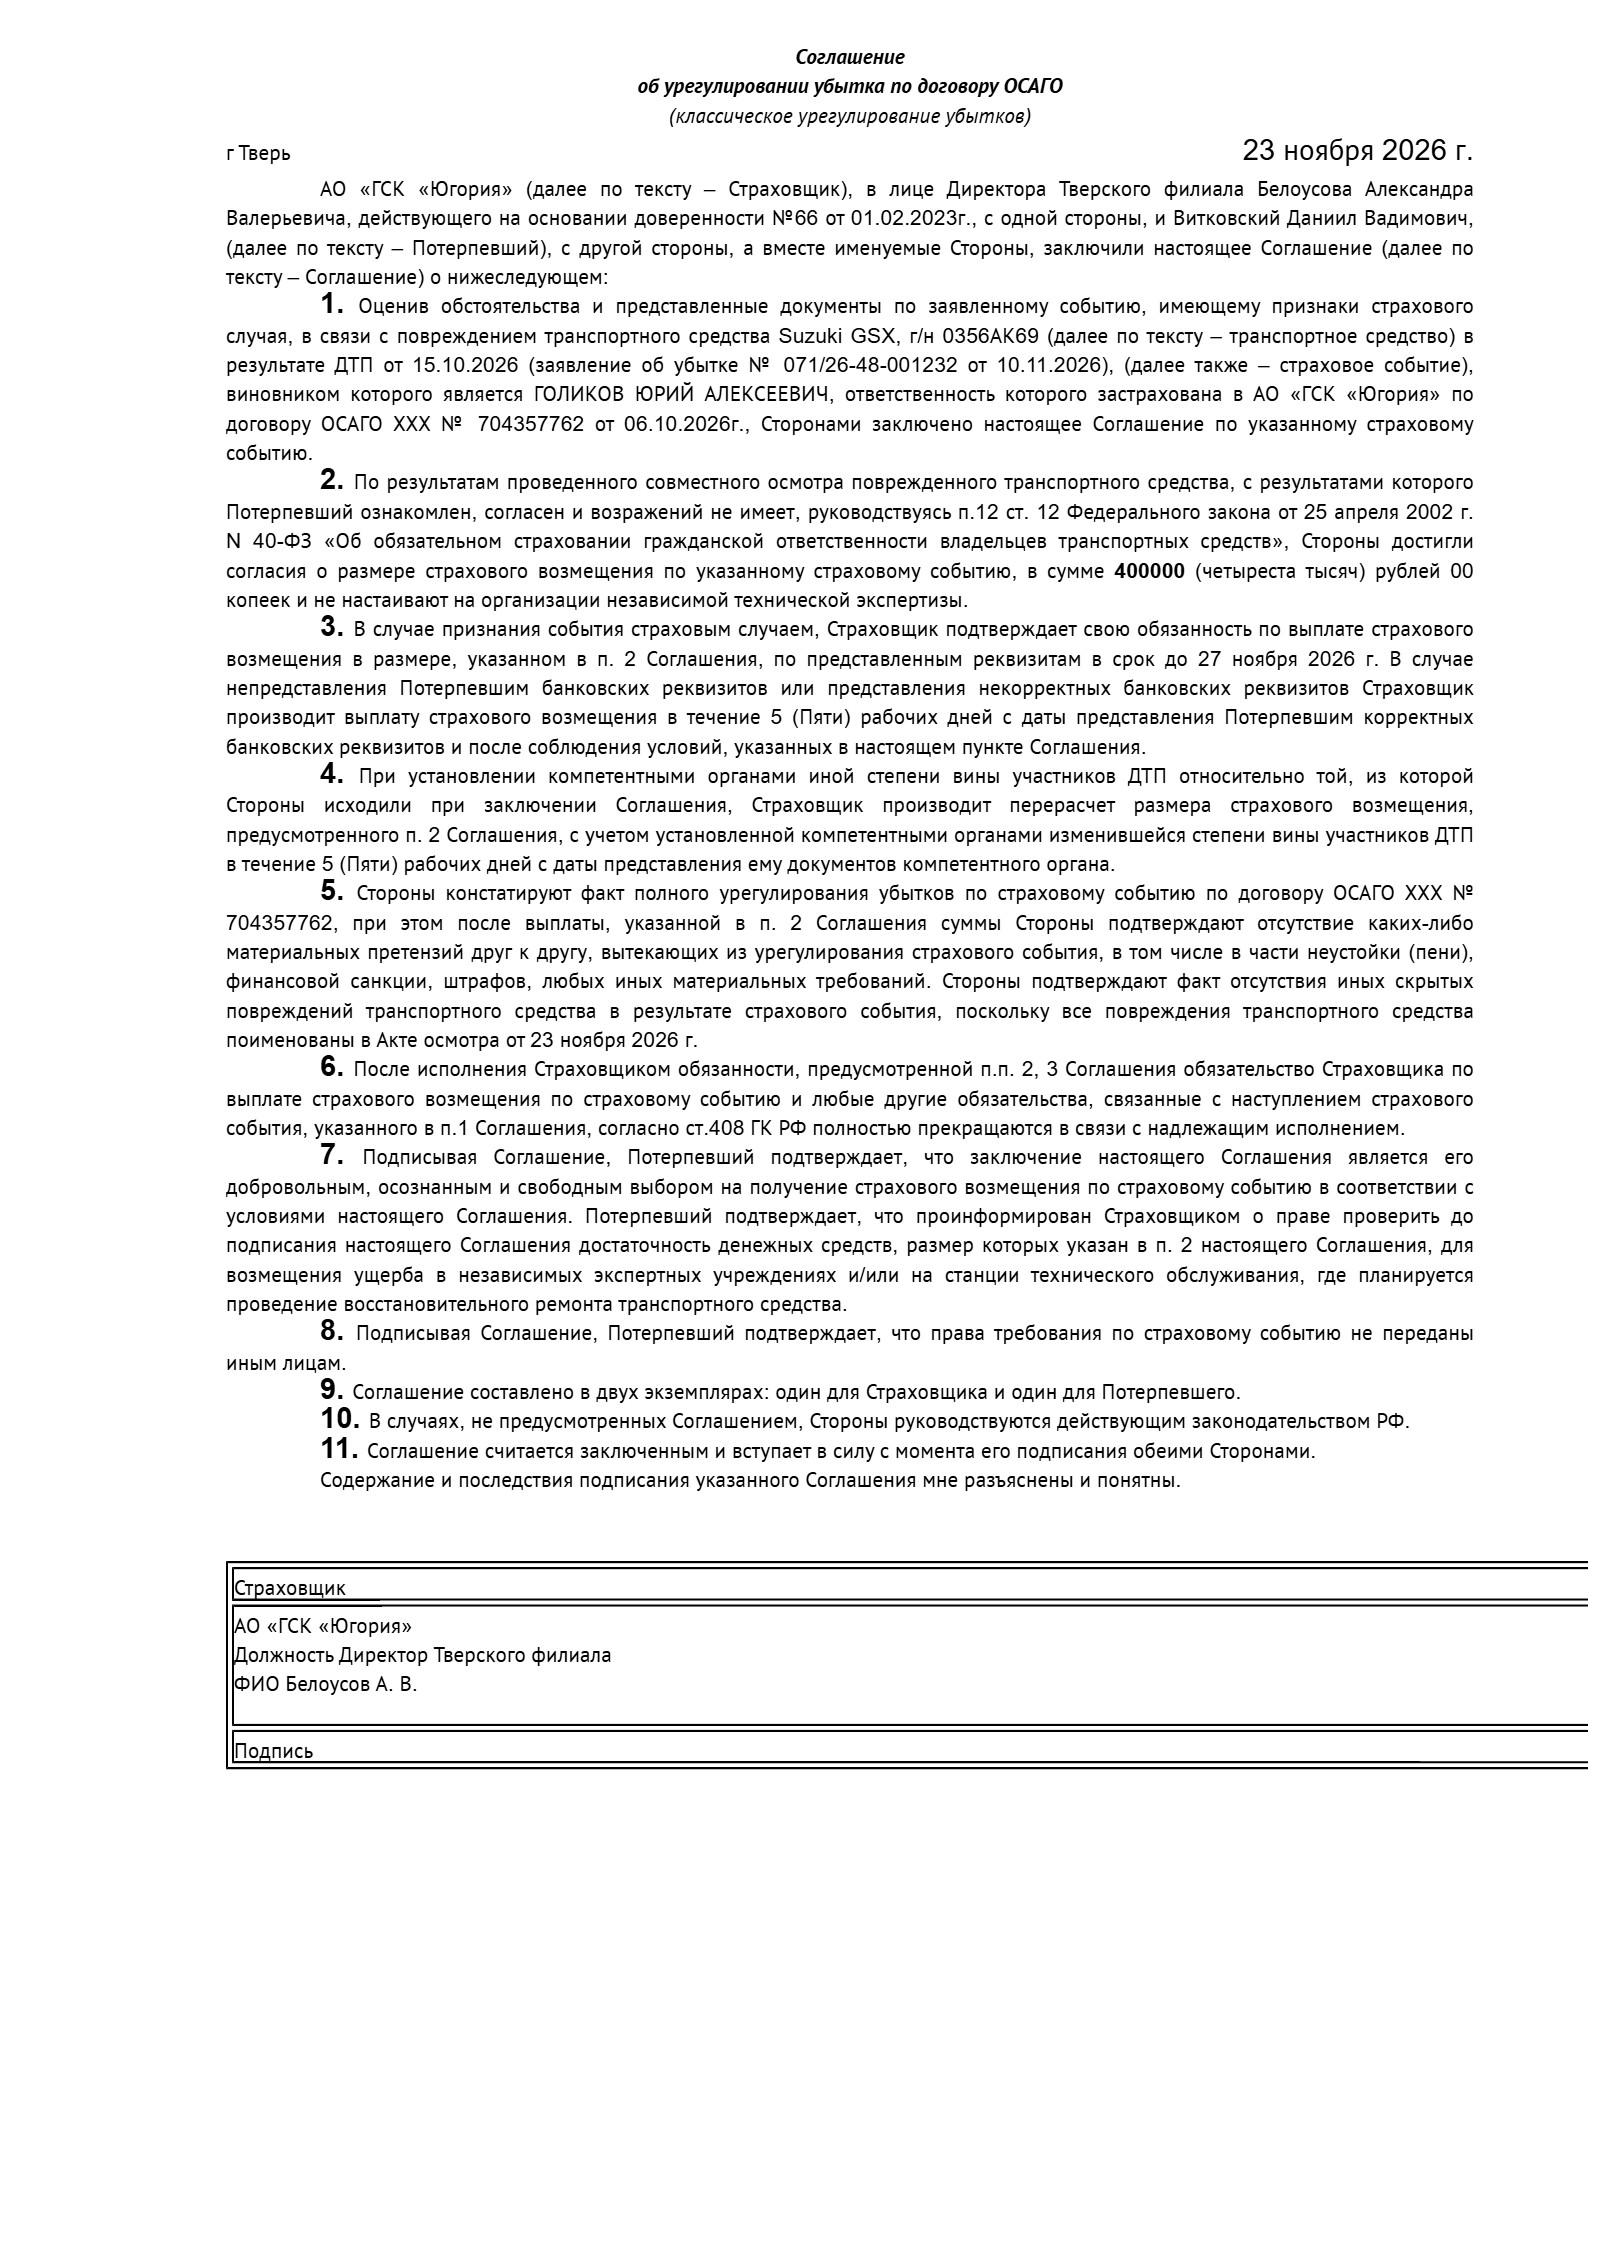 Соглашение
об урегулировании убытка по договору ОСАГО
(классическое урегулирование убытков)
г Тверь 23 ноября 2026 г.
АО «ГСК «Югория» (далее по тексту – Страховщик), в лице Директора Тверского филиала Белоусова Александра
Валерьевича, действующего на основании доверенности №66 от 01.02.2023г., с одной стороны, и Витковский Даниил Вадимович,
(далее по тексту – Потерпевший), с другой стороны, а вместе именуемые Стороны, заключили настоящее Соглашение (далее по
тексту – Соглашение) о нижеследующем:
1. Оценив обстоятельства и представленные документы по заявленному событию, имеющему признаки страхового
случая, в связи с повреждением транспортного средства Suzuki GSX, г/н 0356АК69 (далее по тексту – транспортное средство) в
результате ДТП от 15.10.2026 (заявление об убытке № 071/26-48-001232 от 10.11.2026), (далее также – страховое событие),
виновником которого является ГОЛИКОВ ЮРИЙ АЛЕКСЕЕВИЧ, ответственность которого застрахована в АО «ГСК «Югория» по
договору ОСАГО ХХХ № 704357762 от 06.10.2026г., Сторонами заключено настоящее Соглашение по указанному страховому
событию.
2. По результатам проведенного совместного осмотра поврежденного транспортного средства, с результатами которого
Потерпевший ознакомлен, согласен и возражений не имеет, руководствуясь п.12 ст. 12 Федерального закона от 25 апреля 2002 г.
N 40-ФЗ «Об обязательном страховании гражданской ответственности владельцев транспортных средств», Стороны достигли
согласия о размере страхового возмещения по указанному страховому событию, в сумме 400000 (четыреста тысяч) рублей 00
копеек и не настаивают на организации независимой технической экспертизы.
3. В случае признания события страховым случаем, Страховщик подтверждает свою обязанность по выплате страхового
возмещения в размере, указанном в п. 2 Соглашения, по представленным реквизитам в срок до 27 ноября 2026 г. В случае
непредставления Потерпевшим банковских реквизитов или представления некорректных банковских реквизитов Страховщик
производит выплату страхового возмещения в течение 5 (Пяти) рабочих дней с даты представления Потерпевшим корректных
банковских реквизитов и после соблюдения условий, указанных в настоящем пункте Соглашения.
4. При установлении компетентными органами иной степени вины участников ДТП относительно той, из которой
Стороны исходили при заключении Соглашения, Страховщик производит перерасчет размера страхового возмещения,
предусмотренного п. 2 Соглашения, с учетом установленной компетентными органами изменившейся степени вины участников ДТП
в течение 5 (Пяти) рабочих дней с даты представления ему документов компетентного органа.
5. Стороны констатируют факт полного урегулирования убытков по страховому событию по договору ОСАГО ХХХ №
704357762, при этом после выплаты, указанной в п. 2 Соглашения суммы Стороны подтверждают отсутствие каких-либо
материальных претензий друг к другу, вытекающих из урегулирования страхового события, в том числе в части неустойки (пени),
финансовой санкции, штрафов, любых иных материальных требований. Стороны подтверждают факт отсутствия иных скрытых
повреждений транспортного средства в результате страхового события, поскольку все повреждения транспортного средства
поименованы в Акте осмотра от 23 ноября 2026 г.
6. После исполнения Страховщиком обязанности, предусмотренной п.п. 2, 3 Соглашения обязательство Страховщика по
выплате страхового возмещения по страховому событию и любые другие обязательства, связанные с наступлением страхового
события, указанного в п.1 Соглашения, согласно ст.408 ГК РФ полностью прекращаются в связи с надлежащим исполнением.
7. Подписывая Соглашение, Потерпевший подтверждает, что заключение настоящего Соглашения является его
добровольным, осознанным и свободным выбором на получение страхового возмещения по страховому событию в соответствии с
условиями настоящего Соглашения. Потерпевший подтверждает, что проинформирован Страховщиком о праве проверить до
подписания настоящего Соглашения достаточность денежных средств, размер которых указан в п. 2 настоящего Соглашения, для
возмещения ущерба в независимых экспертных учреждениях и/или на станции технического обслуживания, где планируется
проведение восстановительного ремонта транспортного средства.
8. Подписывая Соглашение, Потерпевший подтверждает, что права требования по страховому событию не переданы
иным лицам.
9. Соглашение составлено в двух экземплярах: один для Страховщика и один для Потерпевшего.
10. В случаях, не предусмотренных Соглашением, Стороны руководствуются действующим законодательством РФ.
11. Соглашение считается заключенным и вступает в силу с момента его подписания обеими Сторонами.
Содержание и последствия подписания указанного Соглашения мне разъяснены и понятны.
Страховщик
АО «ГСК «Югория»
Должность Директор Тверского филиала
ФИО Белоусов А. В.
Подпись